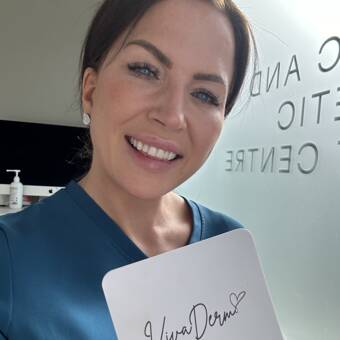 C AND
ETIC
CENTRE
VivaDerm